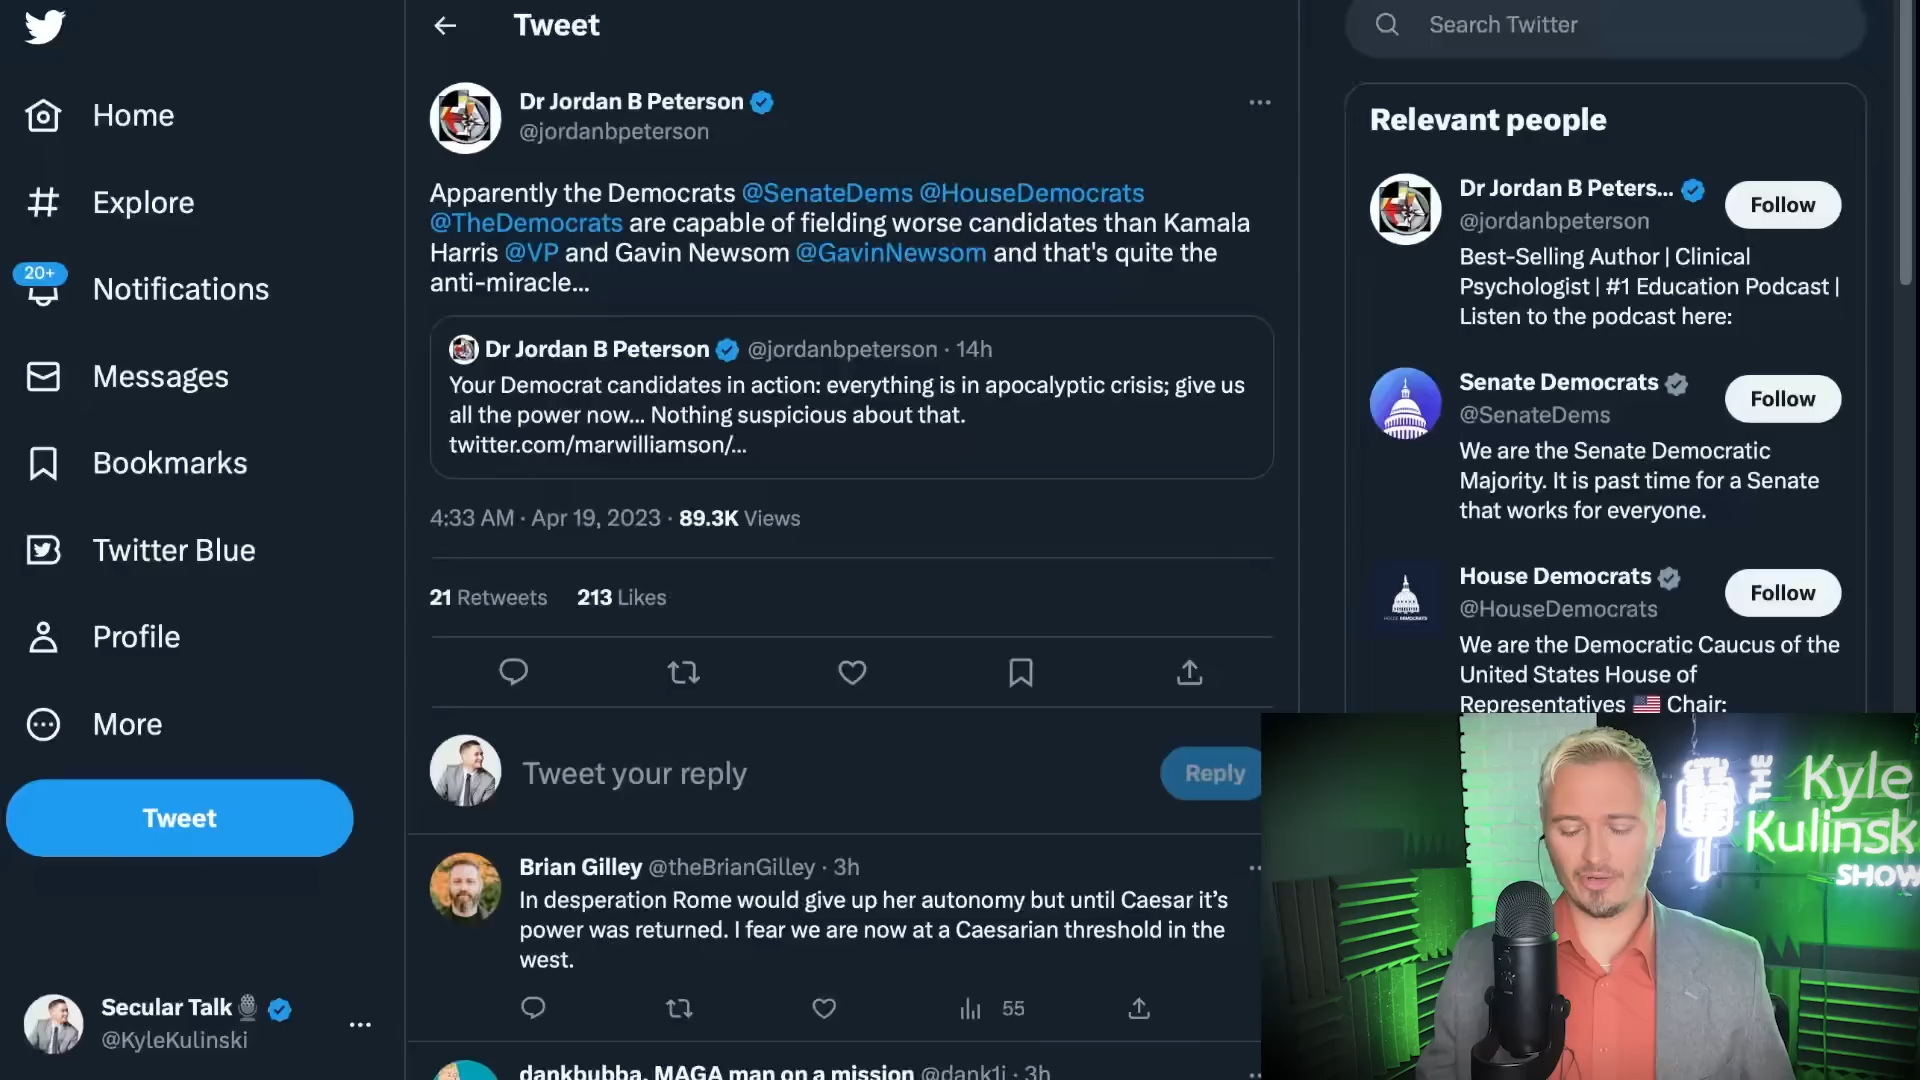 Home
Explore
20+
Notifications
Messages
Bookmarks
Twitter Blue
Profile
More
Tweet
Secular Talk
@KyleKulinski
Tweet
Dr Jordan B Peterson
@jordanbpeterson
Apparently the Democrats @SenateDems @HouseDemocrats
@TheDemocrats are capable of fielding worse candidates than Kamala
Harris @VP and Gavin Newsom @GavinNewsom and that's quite the
anti-miracle...
Dr Jordan B Peterson @jordanbpeterson · 14h
Your Democrat candidates in action: everything is in apocalyptic crisis; give us
all the power now... Nothing suspicious about that.
twitter.com/marwilliamson/...
4:33 AM · Apr 19, 2023 · 89.3K Views
21 Retweets 213 Likes
Tweet your reply
Reply
Brian Gilley @theBrianGilley · 3h
In desperation Rome would give up her autonomy but until Caesar it's
power was returned. I fear we are now at a Caesarian threshold in the
west.
55
dankbubba, MAGA man on a mission @dank1i · 3h
Search Twitter
Relevant people
Dr Jordan B Peters...
@jordanbpeterson
Follow
Best-Selling Author | Clinical
Psychologist | #1 Education Podcast |
Listen to the podcast here:
Senate Democrats
@SenateDems
Follow
We are the Senate Democratic
Majority. It is past time for a Senate
that works for everyone.
House Democrats
@HouseDemocrats
Follow
We are the Democratic Caucus of the
United States House of
Representatives 🇺🇸 Chair:
HOUSE DEMOCRATS
THE
Kyle
Kulinsk
SHOW